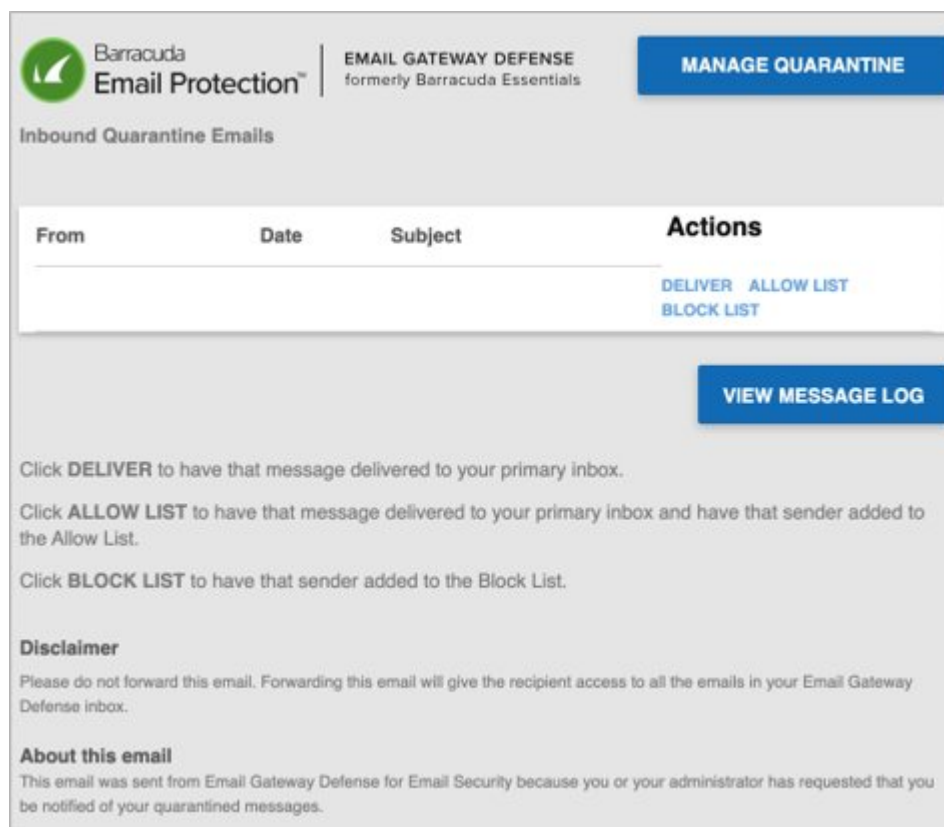 Barracuda
Email Protection™
EMAIL GATEWAY DEFENSE
formerly Barracuda Essentials
MANAGE QUARANTINE
Inbound Quarantine Emails
From Date Subject Actions
DELIVER ALLOW LIST
BLOCK LIST
VIEW MESSAGE LOG
Click DELIVER to have that message delivered to your primary inbox.
Click ALLOW LIST to have that message delivered to your primary inbox and have that sender added to
the Allow List.
Click BLOCK LIST to have that sender added to the Block List.
Disclaimer
Please do not forward this email. Forwarding this email will give the recipient access to all the emails in your Email Gateway
Defense inbox.
About this email
This email was sent from Email Gateway Defense for Email Security because you or your administrator has requested that you
be notified of your quarantined messages.